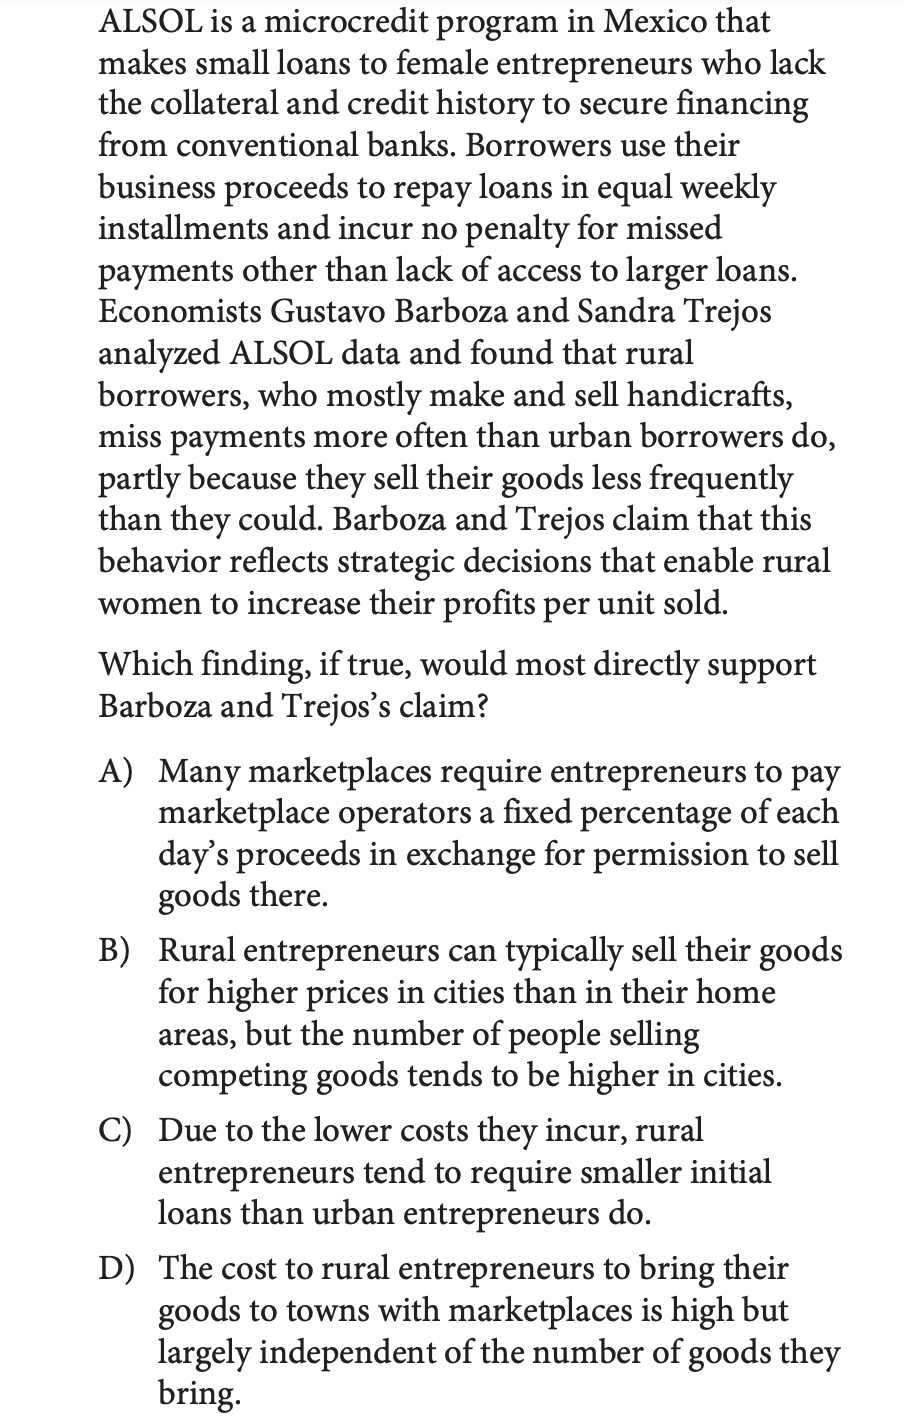 ALSOL is a microcredit program in Mexico that
makes small loans to female entrepreneurs who lack
the collateral and credit history to secure financing
from conventional banks. Borrowers use their
business proceeds to repay loans in equal weekly
installments and incur no penalty for missed
payments other than lack of access to larger loans.
Economists Gustavo Barboza and Sandra Trejos
analyzed ALSOL data and found that rural
borrowers, who mostly make and sell handicrafts,
miss payments more often than urban borrowers do,
partly because they sell their goods less frequently
than they could. Barboza and Trejos claim that this
behavior reflects strategic decisions that enable rural
women to increase their profits per unit sold.
Which finding, if true, would most directly support
Barboza and Trejos’s claim?
A) Many marketplaces require entrepreneurs to pay
marketplace operators a fixed percentage of each
day’s proceeds in exchange for permission to sell
goods there.
B) Rural entrepreneurs can typically sell their goods
for higher prices in cities than in their home
areas, but the number of people selling
competing goods tends to be higher in cities.
C) Due to the lower costs they incur, rural
entrepreneurs tend to require smaller initial
loans than urban entrepreneurs do.
D) The cost to rural entrepreneurs to bring their
goods to towns with marketplaces is high but
largely independent of the number of goods they
bring.